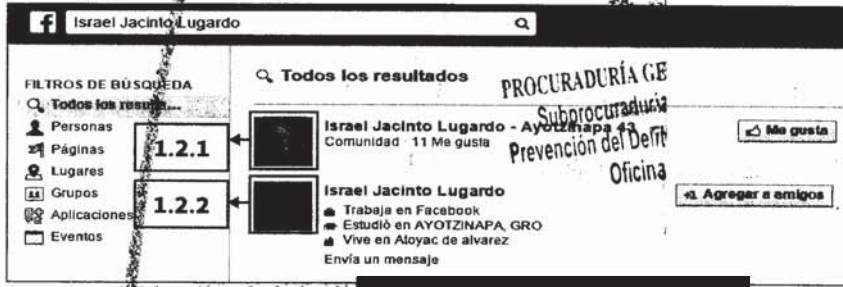 f Israel Jacinto Lugardo
FILTROS DE BÚSQUEDA
Todos los resulta...
Personas
Páginas
Lugares
Grupos
Aplicaciones
Eventos
1.2.1
1.2.2
Todos los resultados
Israel Jacinto Lugardo - Ayotzinapa 43
Comunidad · 11 Me gusta
Me gusta
Israel Jacinto Lugardo
Trabaja en Facebook
Estudió en AYOTZINAPA, GRO
Vive en Atoyac de alvarez
Envía un mensaje
+1 Agregar a amigos
PROCURADURÍA GE
Subprocuraduría
Prevención del Delit
Oficina